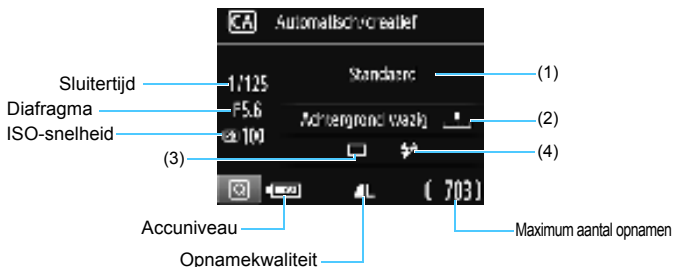 CA Automatisch/creatief
Standaard (1)
Sluitertijd 1/125
Diafragma F5.6
Achtergrond wazig (2)
ISO-snelheid 100
(3) (4)
L ( 703)
Accuniveau Maximum aantal opnamen
Opnamekwaliteit